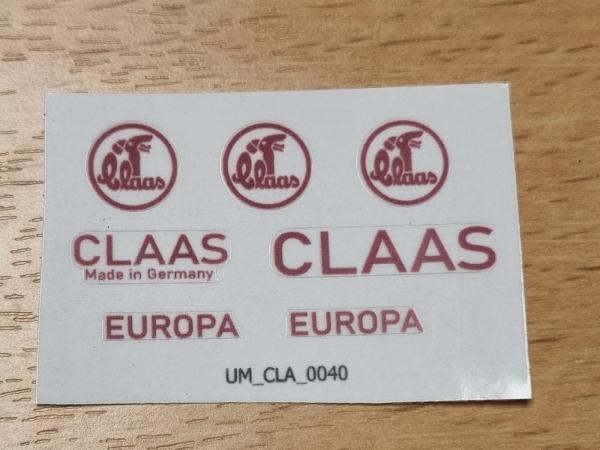 Claas Claas Claas
CLAAS CLAAS
Made in Germany
EUROPA EUROPA
UM_CLA_0040